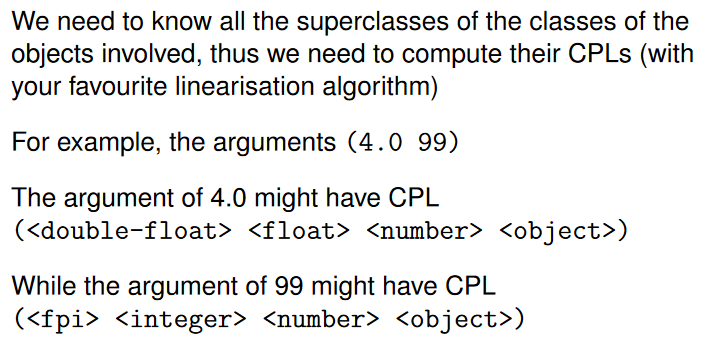 We need to know all the superclasses of the classes of the
objects involved, thus we need to compute their CPLs (with
your favourite linearisation algorithm)
For example, the arguments (4.0 99)
The argument of 4.0 might have CPL
(<double-float> <float> <number> <object>)
While the argument of 99 might have CPL
(<fpi> <integer> <number> <object>)